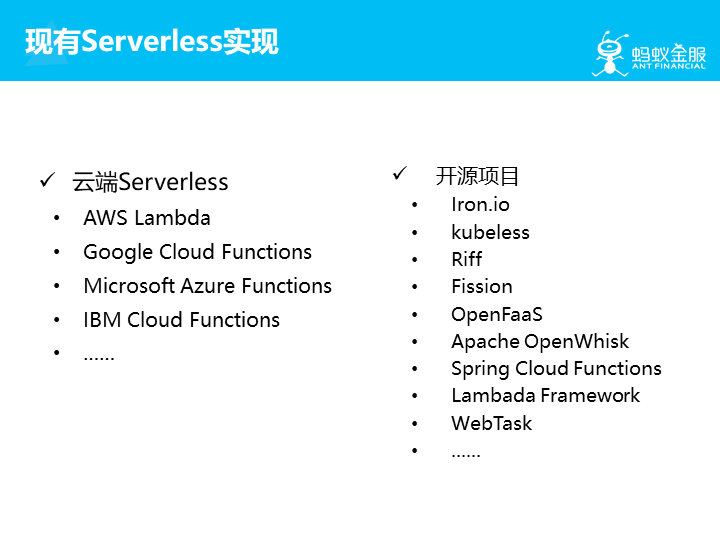 现有Serverless实现
蚂蚁金服
ANT FINANCIAL
✓ 云端Serverless
• AWS Lambda
• Google Cloud Functions
• Microsoft Azure Functions
• IBM Cloud Functions
• ……
✓ 开源项目
• Iron.io
• kubeless
• Riff
• Fission
• OpenFaaS
• Apache OpenWhisk
• Spring Cloud Functions
• Lambada Framework
• WebTask
• ……